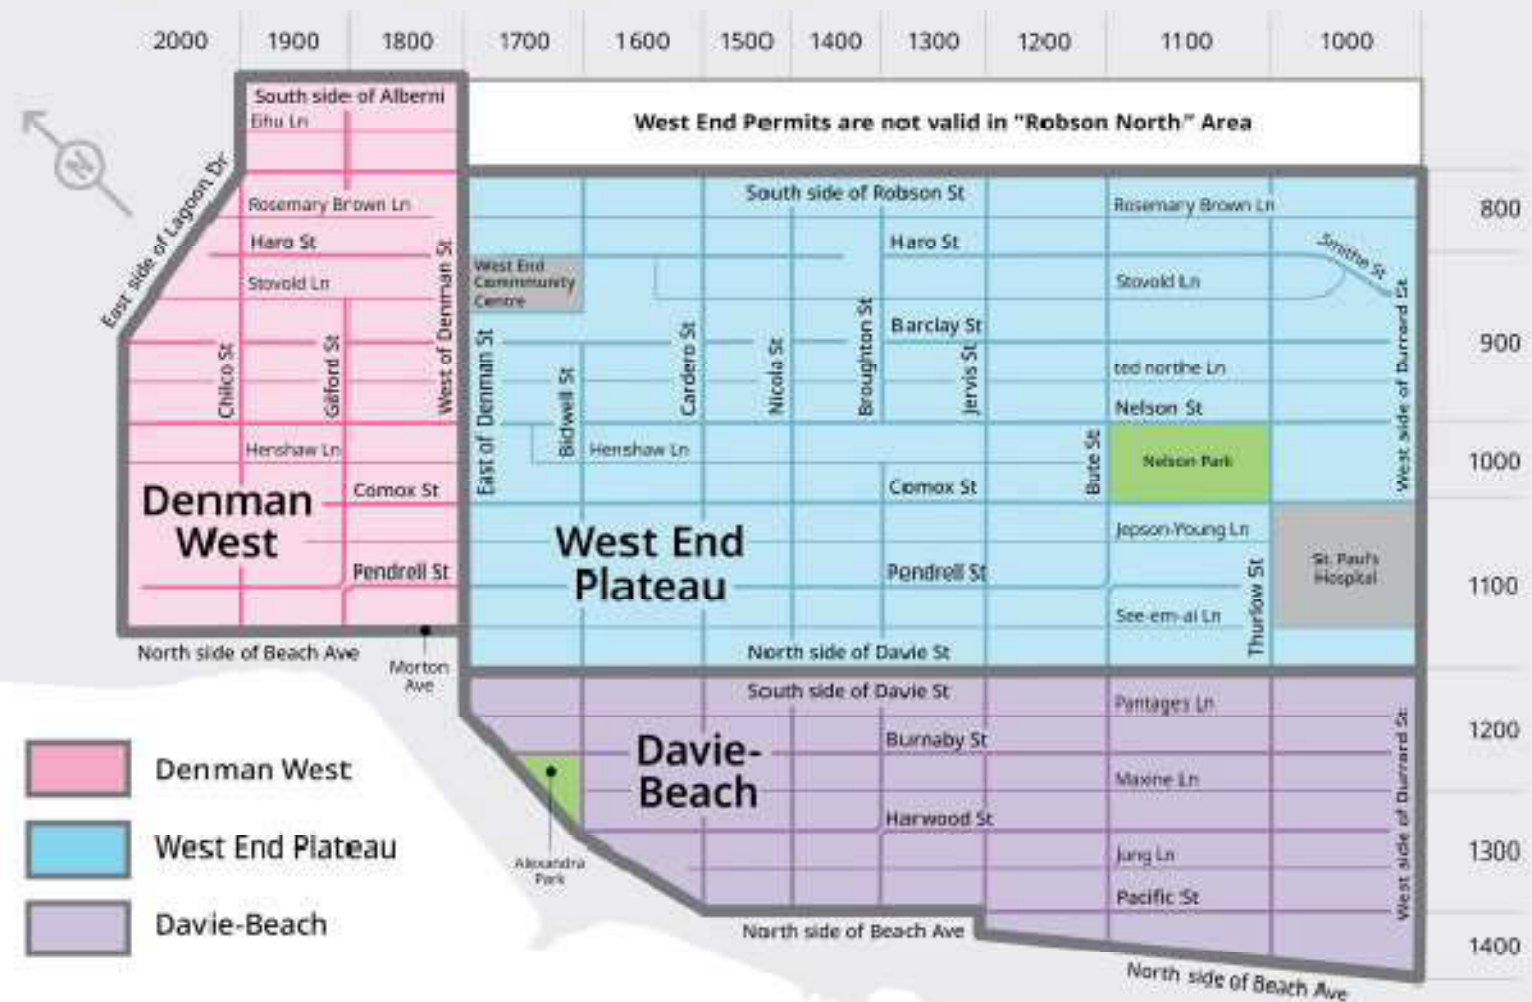 2000 1900 1800 1700 1600 1500 1400 1300 1200 1100 1000
South side of Alberni
Eihu Ln
West End Permits are not valid in "Robson North" Area
N
East side of Lagoon Dr
Rosemary Brown Ln
South side of Robson St
Rosemary Brown Ln
800
Haro St
Haro St
Smithe St
Stovold Ln
West of Denman St
West End
Commmunity
Centre
Stovold Ln
West side of Durrard St
Chilco St
Gilford St
East of Denman St
Bidwell St
Cardero St
Nicola St
Broughton St
Barclay St
Jervis St
900
ted northe Ln
Nelson St
Henshaw Ln
Henshaw Ln
Bute St
Nelson Park
1000
Denman
West
Comox St
Comox St
Jepson-Young Ln
West End
Plateau
Pendrell St
Pendrell St
Thurlow St
St. Paul's
Hospital
1100
See-em-ai Ln
North side of Beach Ave
Morton
Ave
North side of Davie St
South side of Davie St
Pantages Ln
West side of Durrard St
1200
Davie-
Beach
Burnaby St
Maxine Ln
Harwood St
Alexandra
Park
Jung Ln
1300
Pacific St
North side of Beach Ave
1400
North side of Beach Ave
Denman West
West End Plateau
Davie-Beach